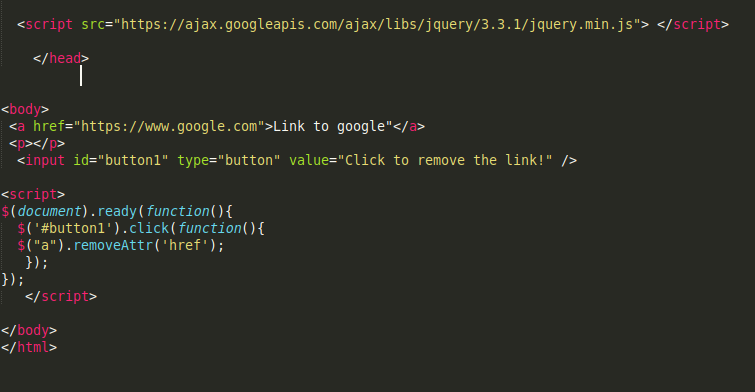 <script src="https://ajax.googleapis.com/ajax/libs/jquery/3.3.1/jquery.min.js"> </script>
</head>
<body>
<a href="https://www.google.com">Link to google"</a>
<p></p>
<input id="button1" type="button" value="Click to remove the link!" />
<script>
$(document).ready(function(){
$('#button1').click(function(){
$("a").removeAttr('href');
});
});
</script>
</body>
</html>